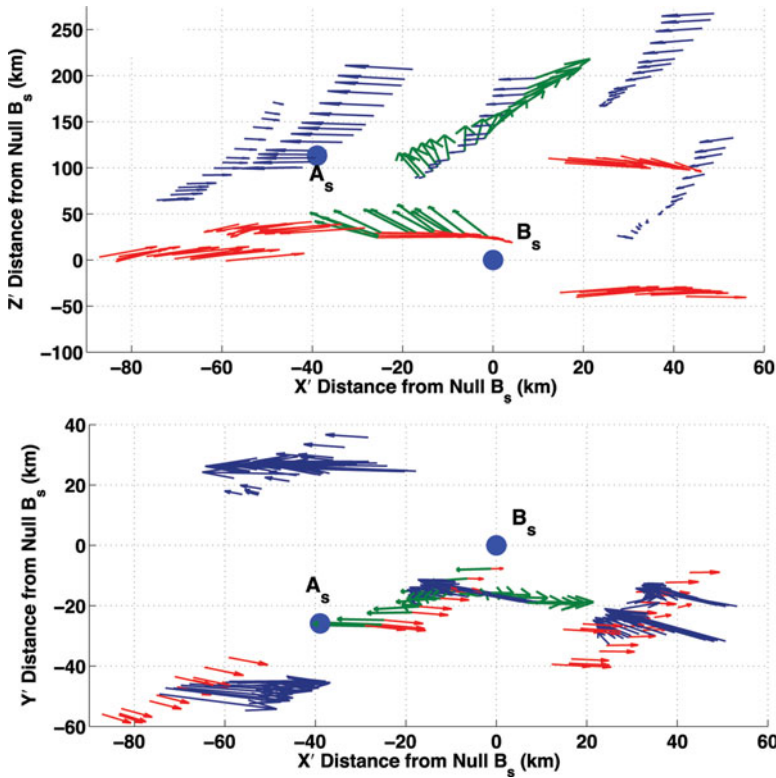 250
200
150
100
50
0
−50
−100
Z′ Distance from Null Bs (km)
As
Bs
−80 −60 −40 −20 0 20 40 60
X′ Distance from Null Bs (km)
40
20
0
−20
−40
−60
Y′ Distance from Null Bs (km)
Bs
As
−80 −60 −40 −20 0 20 40 60
X′ Distance from Null Bs (km)